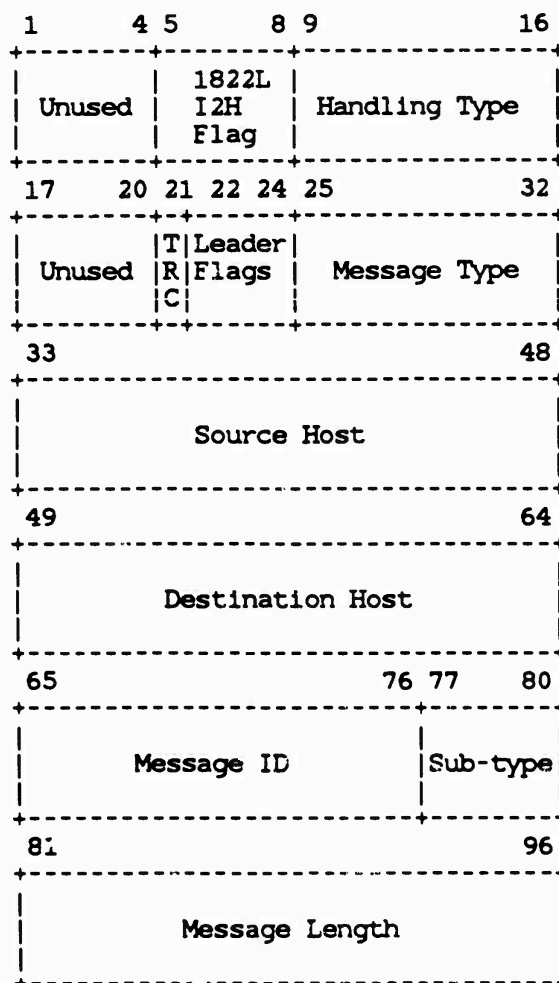 1 4 5 8 9 16
1822L
Unused I2H Handling Type
Flag
17 20 21 22 24 25 32
T Leader
Unused R Flags Message Type
C
33 48
Source Host
49 64
Destination Host
65 76 77 80
Message ID Sub-type
81 96
Message Length